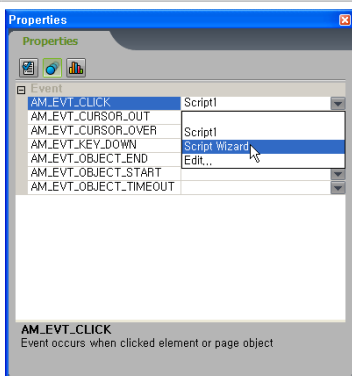 Properties
Properties
Event
AM_EVT_CLICK Script1
AM_EVT_CURSOR_OUT
AM_EVT_CURSOR_OVER Script1
AM_EVT_KEY_DOWN Script Wizard
AM_EVT_OBJECT_END Edit...
AM_EVT_OBJECT_START
AM_EVT_OBJECT_TIMEOUT
AM_EVT_CLICK
Event occurs when clicked element or page object